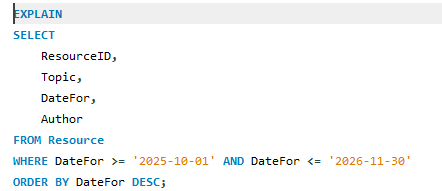 EXPLAIN
SELECT
    ResourceID,
    Topic,
    DateFor,
    Author
FROM Resource
WHERE DateFor >= '2025-10-01' AND DateFor <= '2026-11-30'
ORDER BY DateFor DESC;